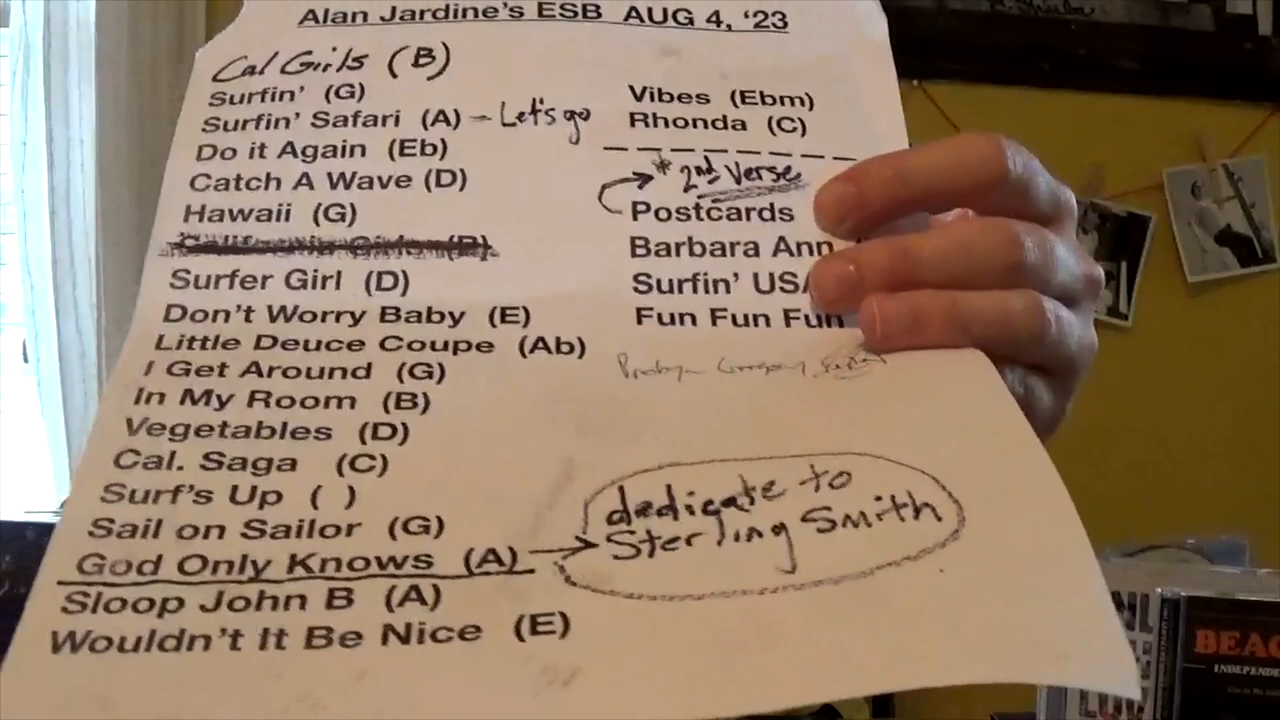 Alan Jardine's ESB AUG 4, '23
Cal Girls (B)
Surfin' (G)
Surfin' Safari (A) - Let's go
Do it Again (Eb)
Catch A Wave (D)
Hawaii (G)
Surfer Girl (D)
Don't Worry Baby (E)
Little Deuce Coupe (Ab)
I Get Around (G)
In My Room (B)
Vegetables (D)
Cal. Saga (C)
Surf's Up ( )
Sail on Sailor (G)
God Only Knows (A)
Sloop John B (A)
Wouldn't It Be Nice (E)
Vibes (Ebm)
Rhonda (C)
* 2nd Verse
Postcards
Barbara Ann
Surfin' USA
Fun Fun Fun
dedicate to
Sterling Smith
BEAC
INDEPENDE